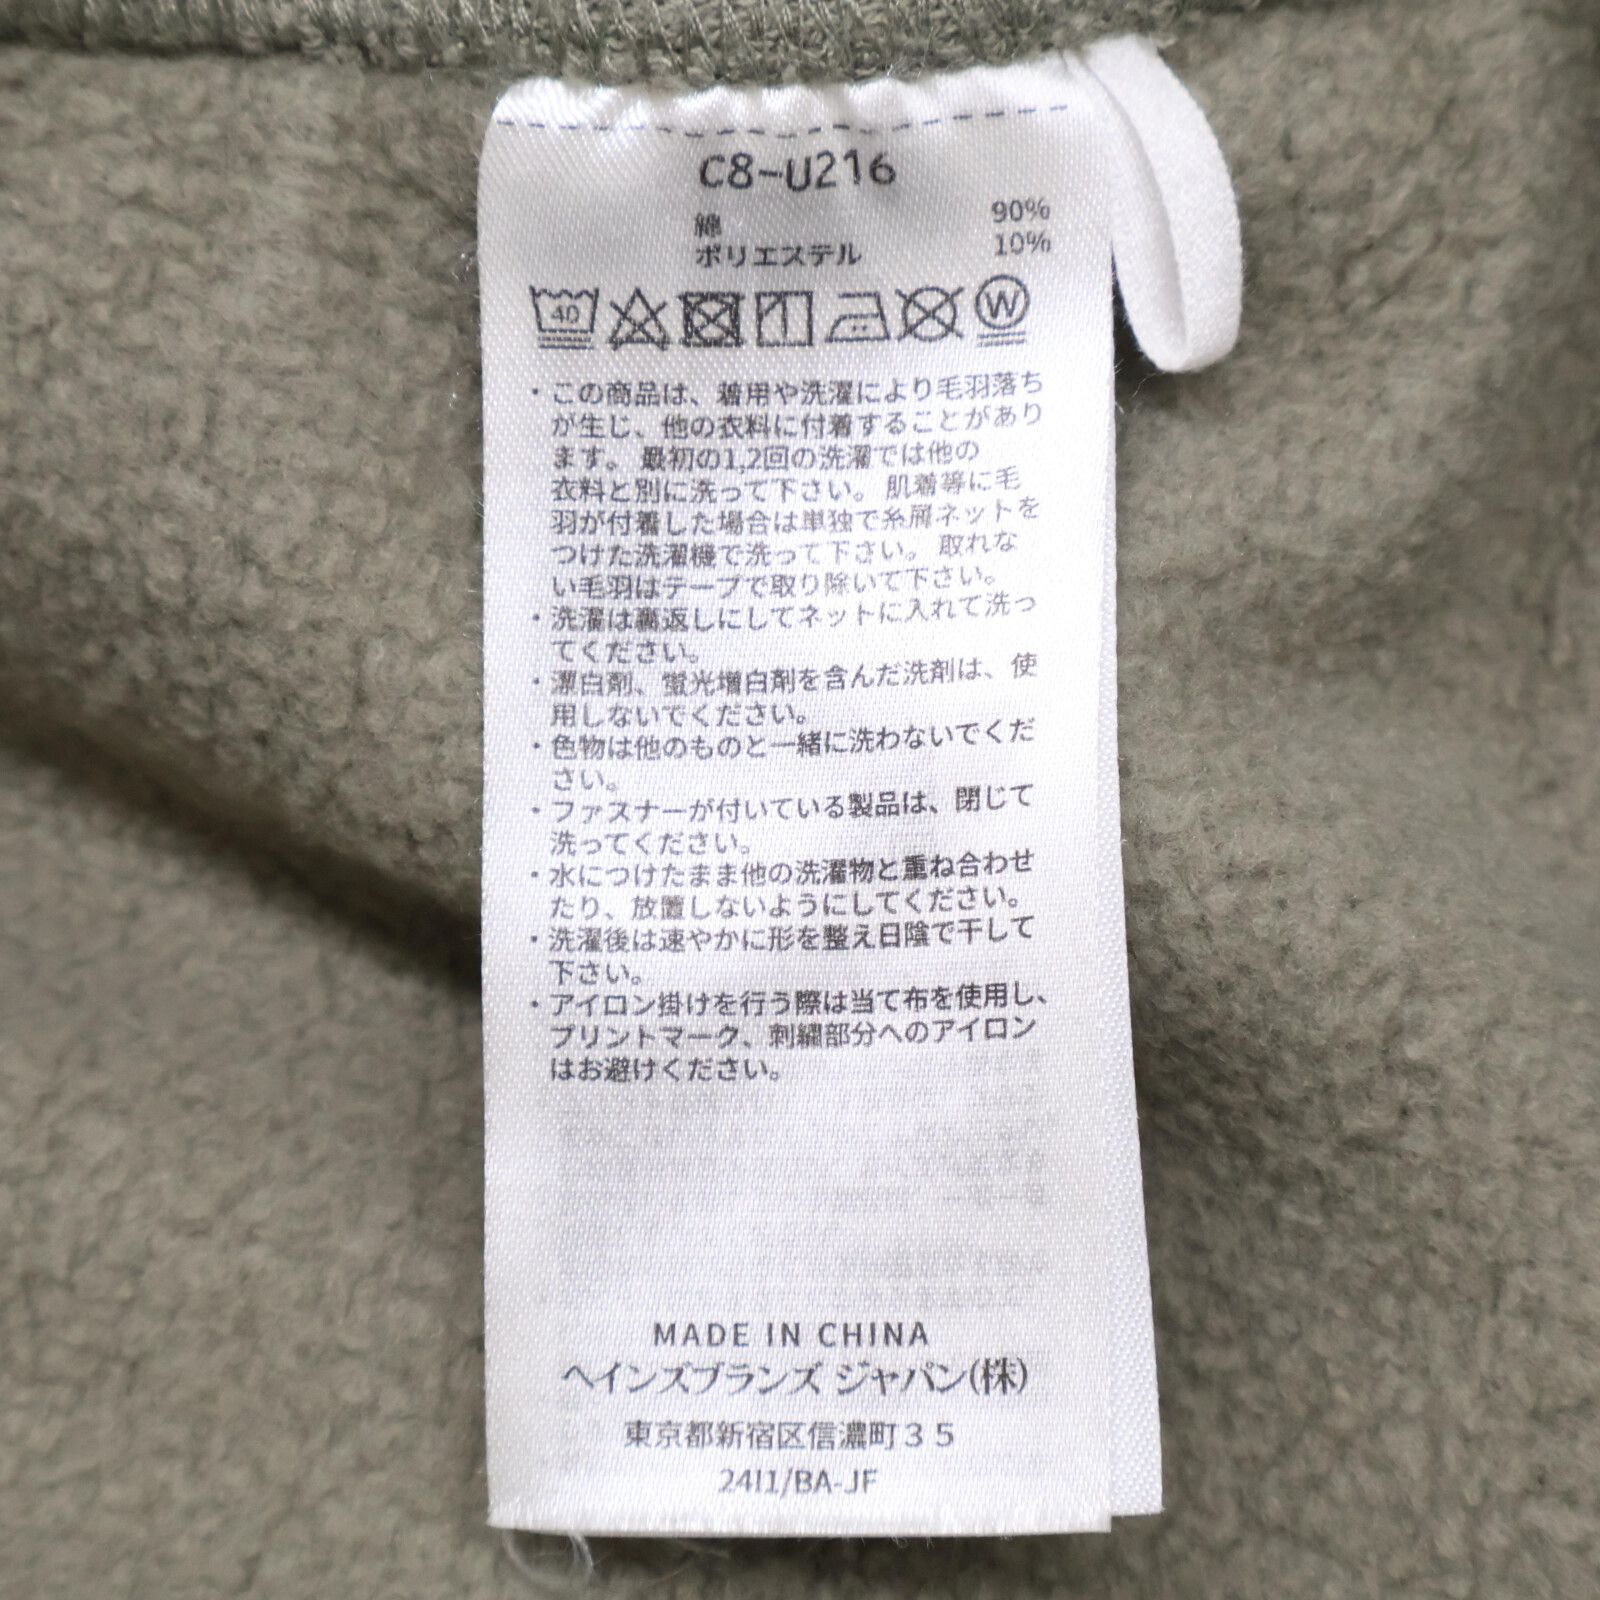 C8-U216
綿 90%
ポリエステル 10%
40
W
・この商品は、着用や洗濯により毛羽落ち
が生じ、他の衣料に付着することがあり
ます。最初の1,2回の洗濯では他の
衣料と別に洗って下さい。肌着等に毛
羽が付着した場合は単独で糸屑ネットを
つけた洗濯機で洗って下さい。取れな
い毛羽はテープで取り除いて下さい。
・洗濯は裏返しにしてネットに入れて洗っ
てください。
・漂白剤、蛍光増白剤を含んだ洗剤は、使
用しないでください。
・色物は他のものと一緒に洗わないでくだ
さい。
・ファスナーが付いている製品は、閉じて
洗ってください。
・水につけたまま他の洗濯物と重ね合わせ
たり、放置しないようにしてください。
・洗濯後は速やかに形を整え日陰で干して
下さい。
・アイロン掛けを行う際は当て布を使用し、
プリントマーク、刺繍部分へのアイロン
はお避けください。
MADE IN CHINA
ヘインズブランズ ジャパン(株)
東京都新宿区信濃町35
24I1/BA-JF